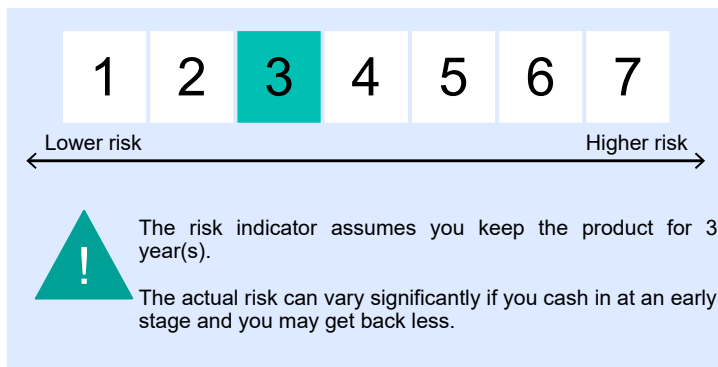 1 2 3 4 5 6 7
Lower risk Higher risk
!
The risk indicator assumes you keep the product for 3
year(s).
The actual risk can vary significantly if you cash in at an early
stage and you may get back less.